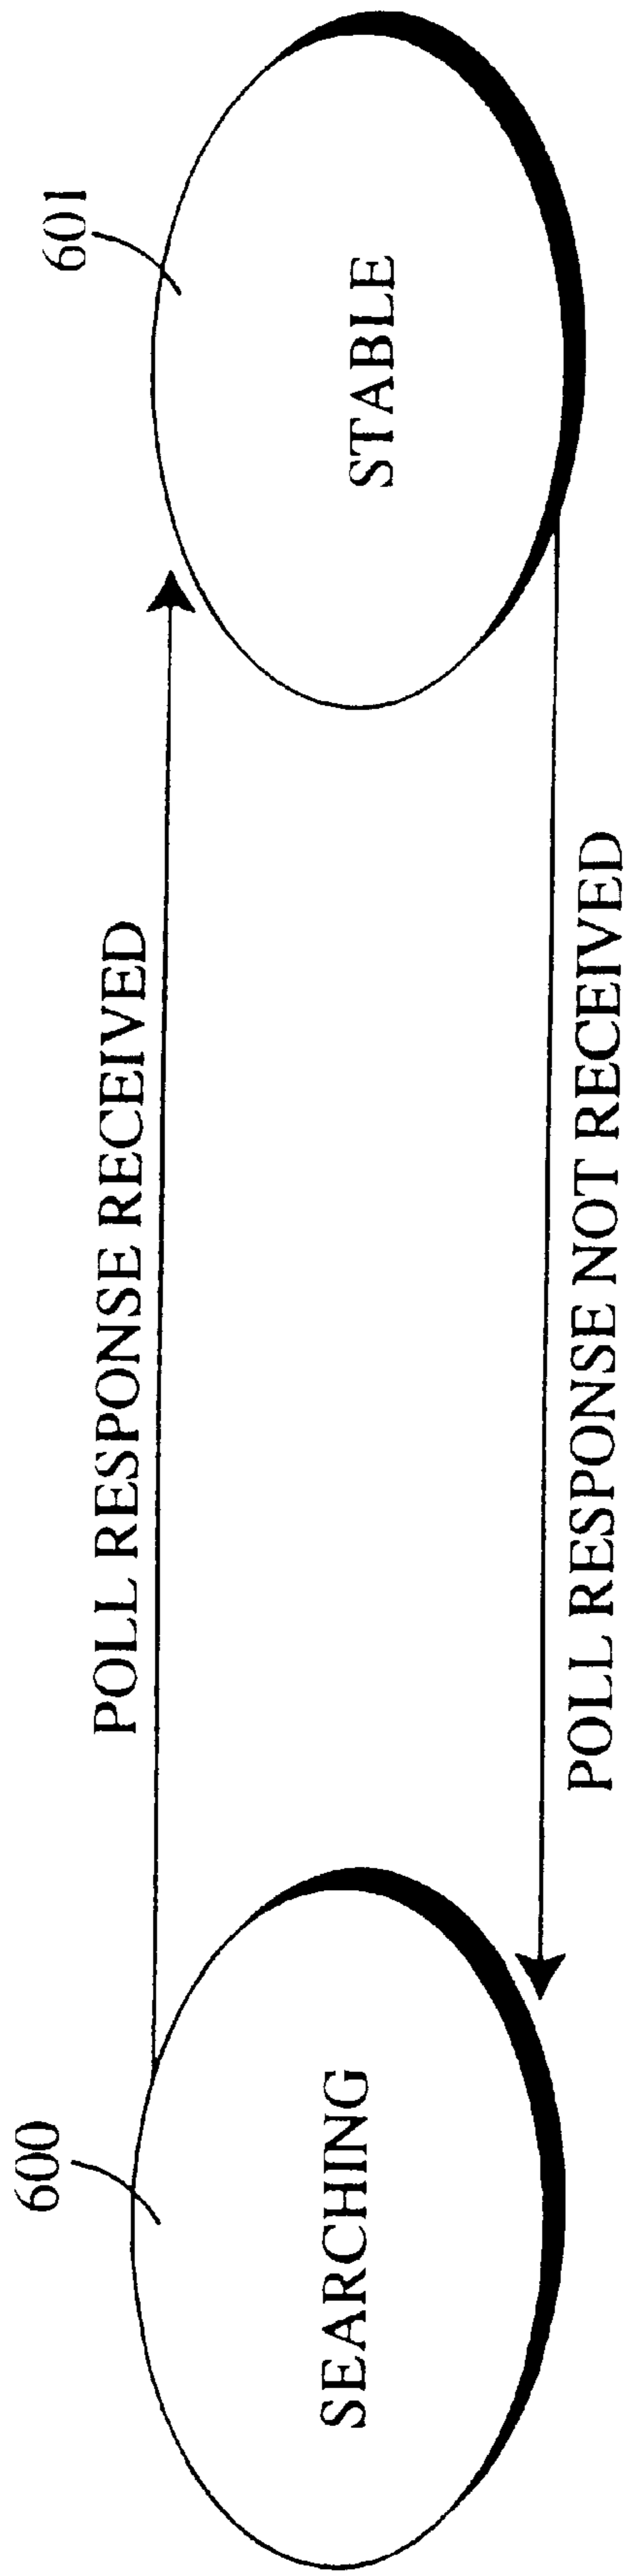 601
STABLE
POLL RESPONSE RECEIVED
POLL RESPONSE NOT RECEIVED
600
SEARCHING